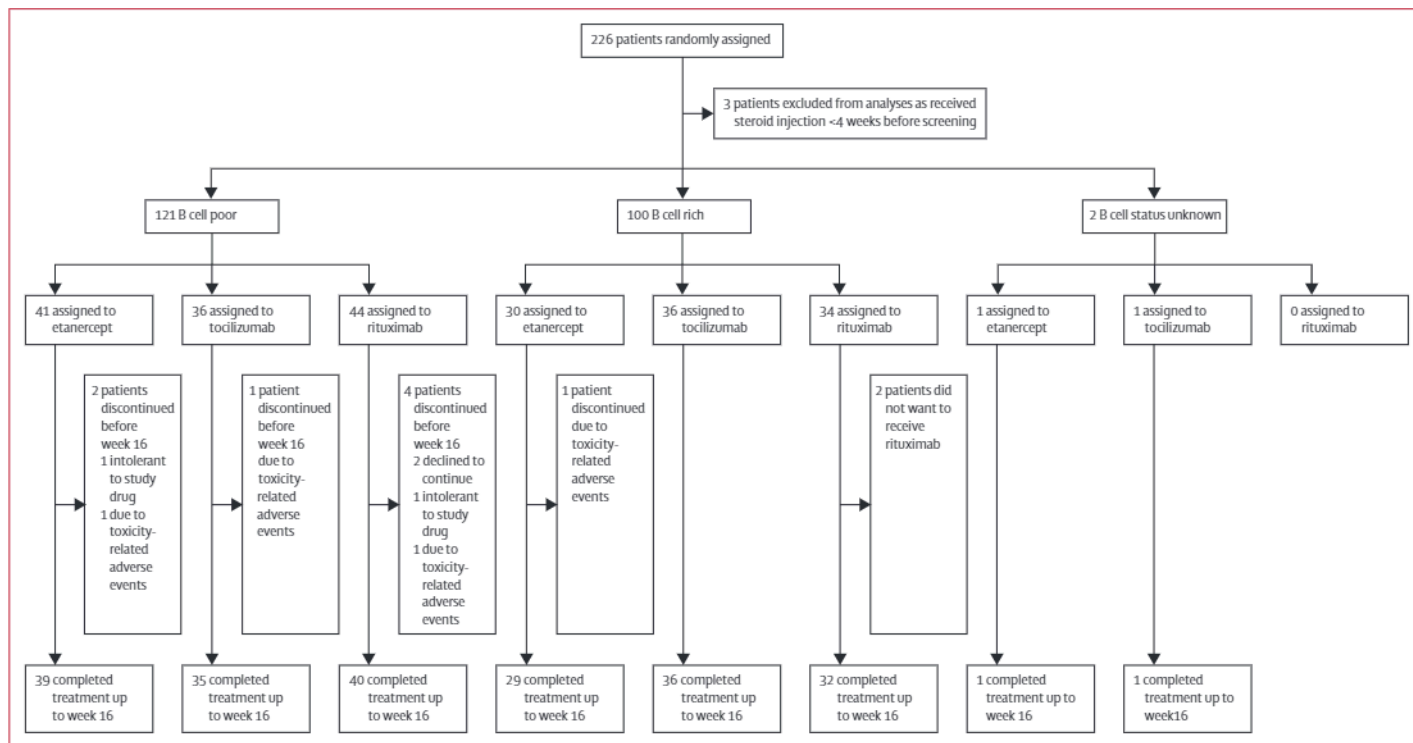 226 patients randomly assigned
3 patients excluded from analyses as received
steroid injection <4 weeks before screening
121 B cell poor
100 B cell rich
2 B cell status unknown
41 assigned to
etanercept
36 assigned to
tocilizumab
44 assigned to
rituximab
30 assigned to
etanercept
36 assigned to
tocilizumab
34 assigned to
rituximab
1 assigned to
etanercept
1 assigned to
tocilizumab
0 assigned to
rituximab
2 patients
discontinued
before
week 16
1 intolerant
to study
drug
1 due to
toxicity-
related
adverse
events
1 patient
discontinued
before
week 16
due to
toxicity-
related
adverse
events
4 patients
discontinued
before
week 16
2 declined to
continue
1 intolerant
to study
drug
1 due to
toxicity-
related
adverse
events
1 patient
discontinued
due to
toxicity-
related
adverse
events
2 patients did
not want to
receive
rituximab
39 completed
treatment up
to week 16
35 completed
treatment up
to week 16
40 completed
treatment up
to week 16
29 completed
treatment up
to week 16
36 completed
treatment up
to week 16
32 completed
treatment up
to week 16
1 completed
treatment up to
week 16
1 completed
treatment up to
week16